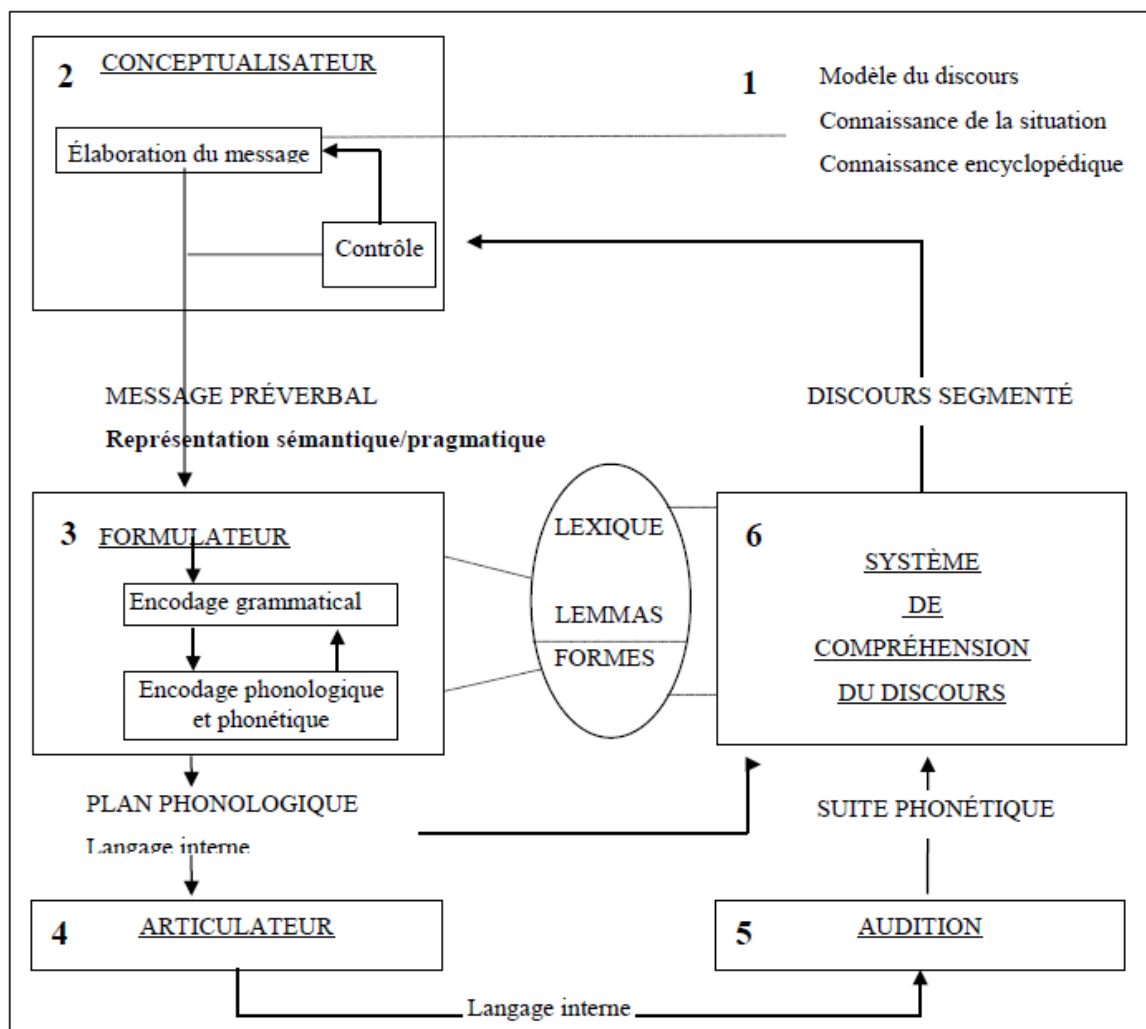 2 CONCEPTUALISATEUR
Élaboration du message
Contrôle
1 Modèle du discours
Connaissance de la situation
Connaissance encyclopédique
MESSAGE PRÉVERBAL
Représentation sémantique/pragmatique
DISCOURS SEGMENTÉ
3 FORMULATEUR
Encodage grammatical
Encodage phonologique
et phonétique
LEXIQUE
LEMMAS
FORMES
6 SYSTÈME
DE
COMPRÉHENSION
DU DISCOURS
PLAN PHONOLOGIQUE
Langage interne
SUITE PHONÉTIQUE
4 ARTICULATEUR
5 AUDITION
Langage interne